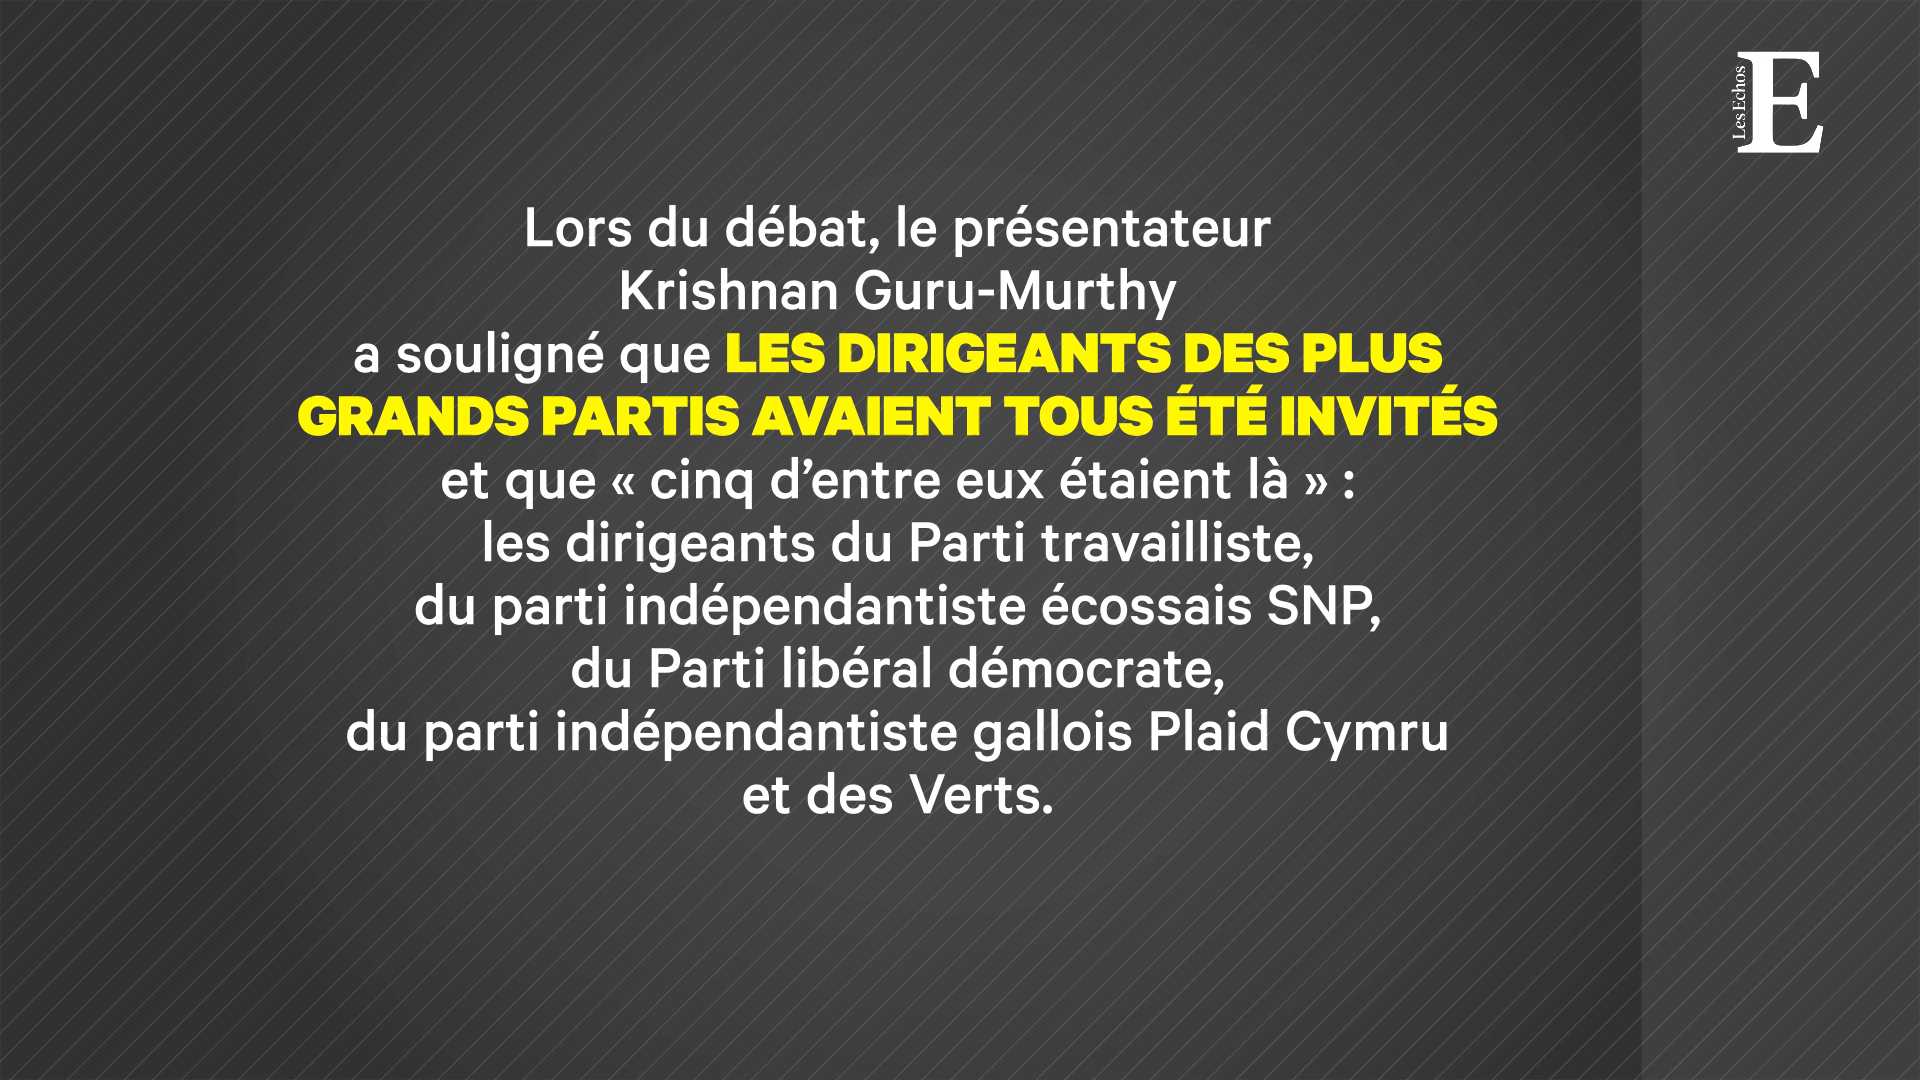 Les Echos
E
Lors du débat, le présentateur
Krishnan Guru-Murthy
a souligné que LES DIRIGEANTS DES PLUS
GRANDS PARTIS AVAIENT TOUS ÉTÉ INVITÉS
et que « cinq d’entre eux étaient là » :
les dirigeants du Parti travailliste,
du parti indépendantiste écossais SNP,
du Parti libéral démocrate,
du parti indépendantiste gallois Plaid Cymru
et des Verts.